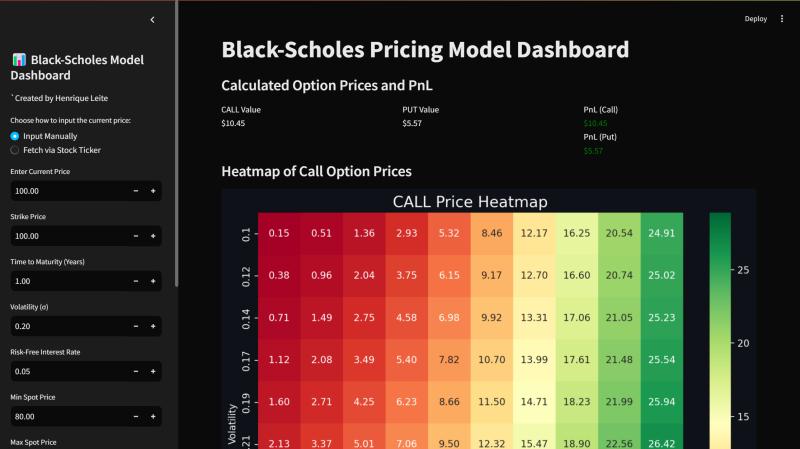 Deploy
📊 Black-Scholes Model
Dashboard
`Created by Henrique Leite
Choose how to input the current price:
Input Manually
Fetch via Stock Ticker
Enter Current Price
100.00
Strike Price
100.00
Time to Maturity (Years)
1.00
Volatility (σ)
0.20
Risk-Free Interest Rate
0.05
Min Spot Price
80.00
Max Spot Price
Black-Scholes Pricing Model Dashboard
Calculated Option Prices and PnL
CALL Value
$10.45
PUT Value
$5.57
PnL (Call)
$10.45
PnL (Put)
$5.57
Heatmap of Call Option Prices
CALL Price Heatmap
0.1 0.15 0.51 1.36 2.93 5.32 8.46 12.17 16.25 20.54 24.91
0.12 0.38 0.96 2.04 3.75 6.15 9.17 12.70 16.60 20.74 25.02
0.14 0.71 1.49 2.75 4.58 6.98 9.92 13.31 17.06 21.05 25.23
0.17 1.12 2.08 3.49 5.40 7.82 10.70 13.99 17.61 21.48 25.54
0.19 1.60 2.71 4.25 6.23 8.66 11.50 14.71 18.23 21.99 25.94
.21 2.13 3.37 5.01 7.06 9.50 12.32 15.47 18.90 22.56 26.42
Volatility
25
20
15